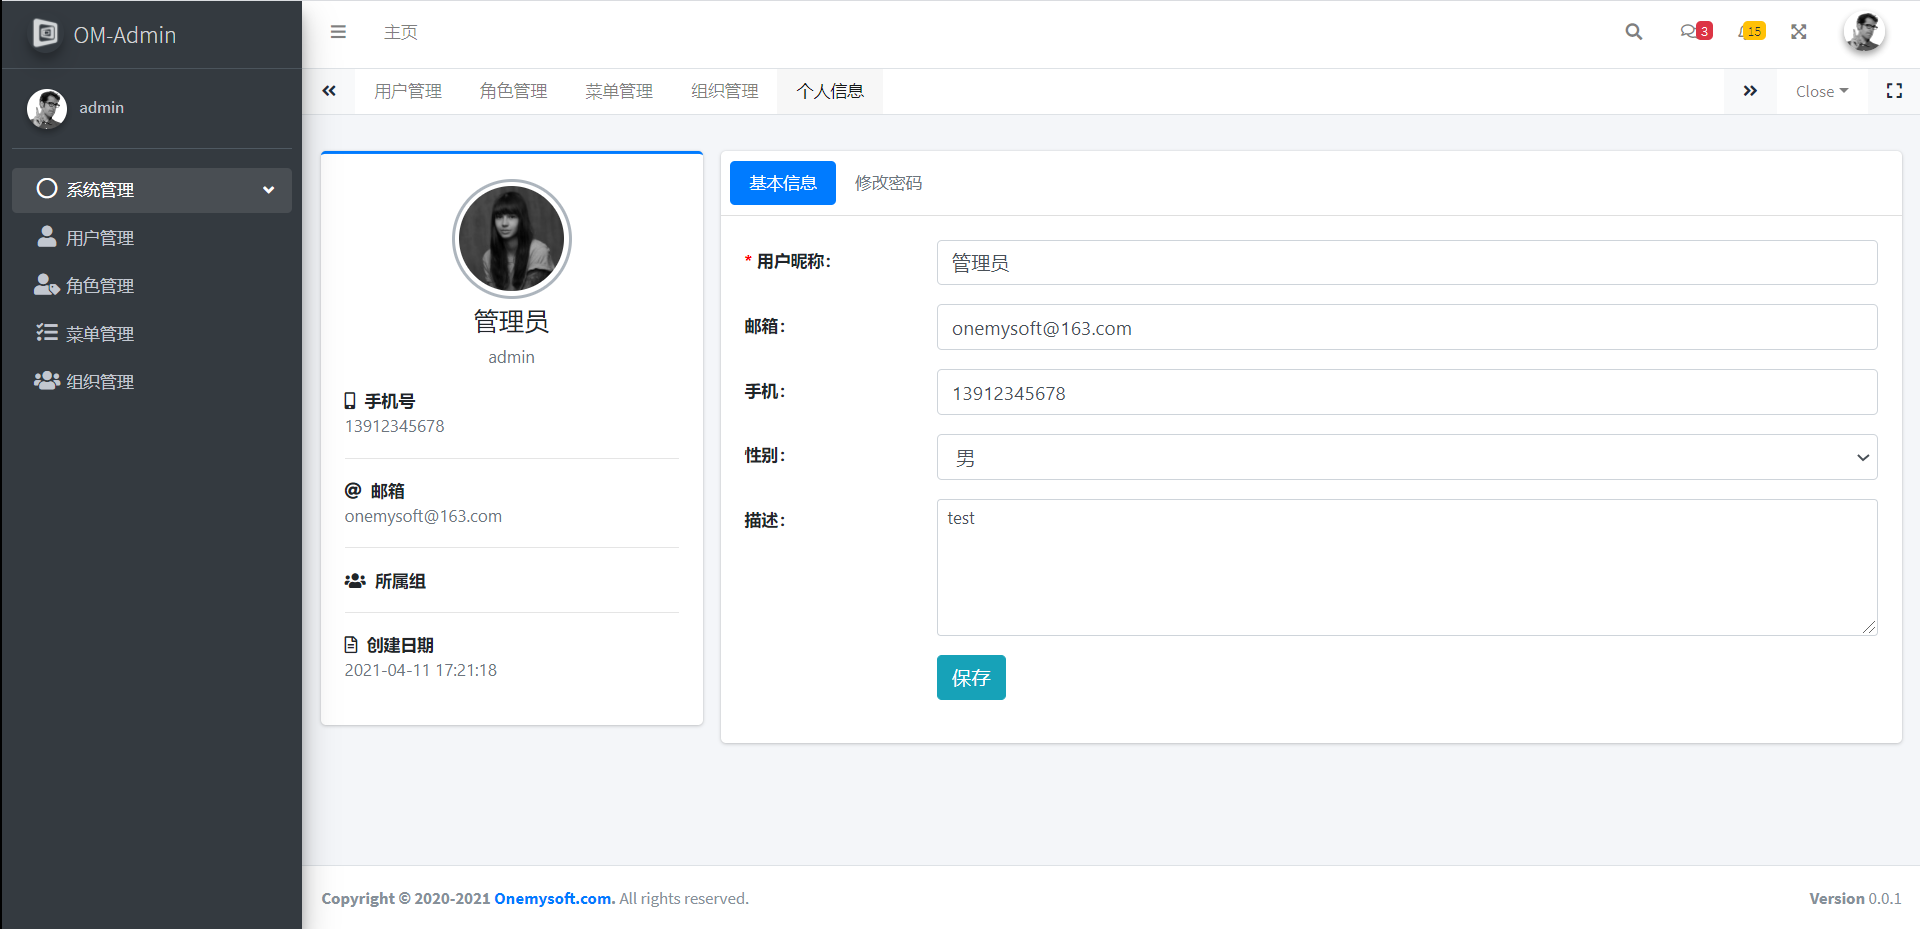 OM-Admin
主页
3
15
admin
用户管理
角色管理
菜单管理
组织管理
个人信息
Close
系统管理
用户管理
角色管理
菜单管理
组织管理
管理员
admin
手机号
13912345678
@ 邮箱
onemysoft@163.com
所属组
创建日期
2021-04-11 17:21:18
基本信息
修改密码
* 用户昵称：
管理员
邮箱：
onemysoft@163.com
手机：
13912345678
性别：
男
描述：
test
保存
Copyright © 2020-2021 Onemysoft.com. All rights reserved.
Version 0.0.1